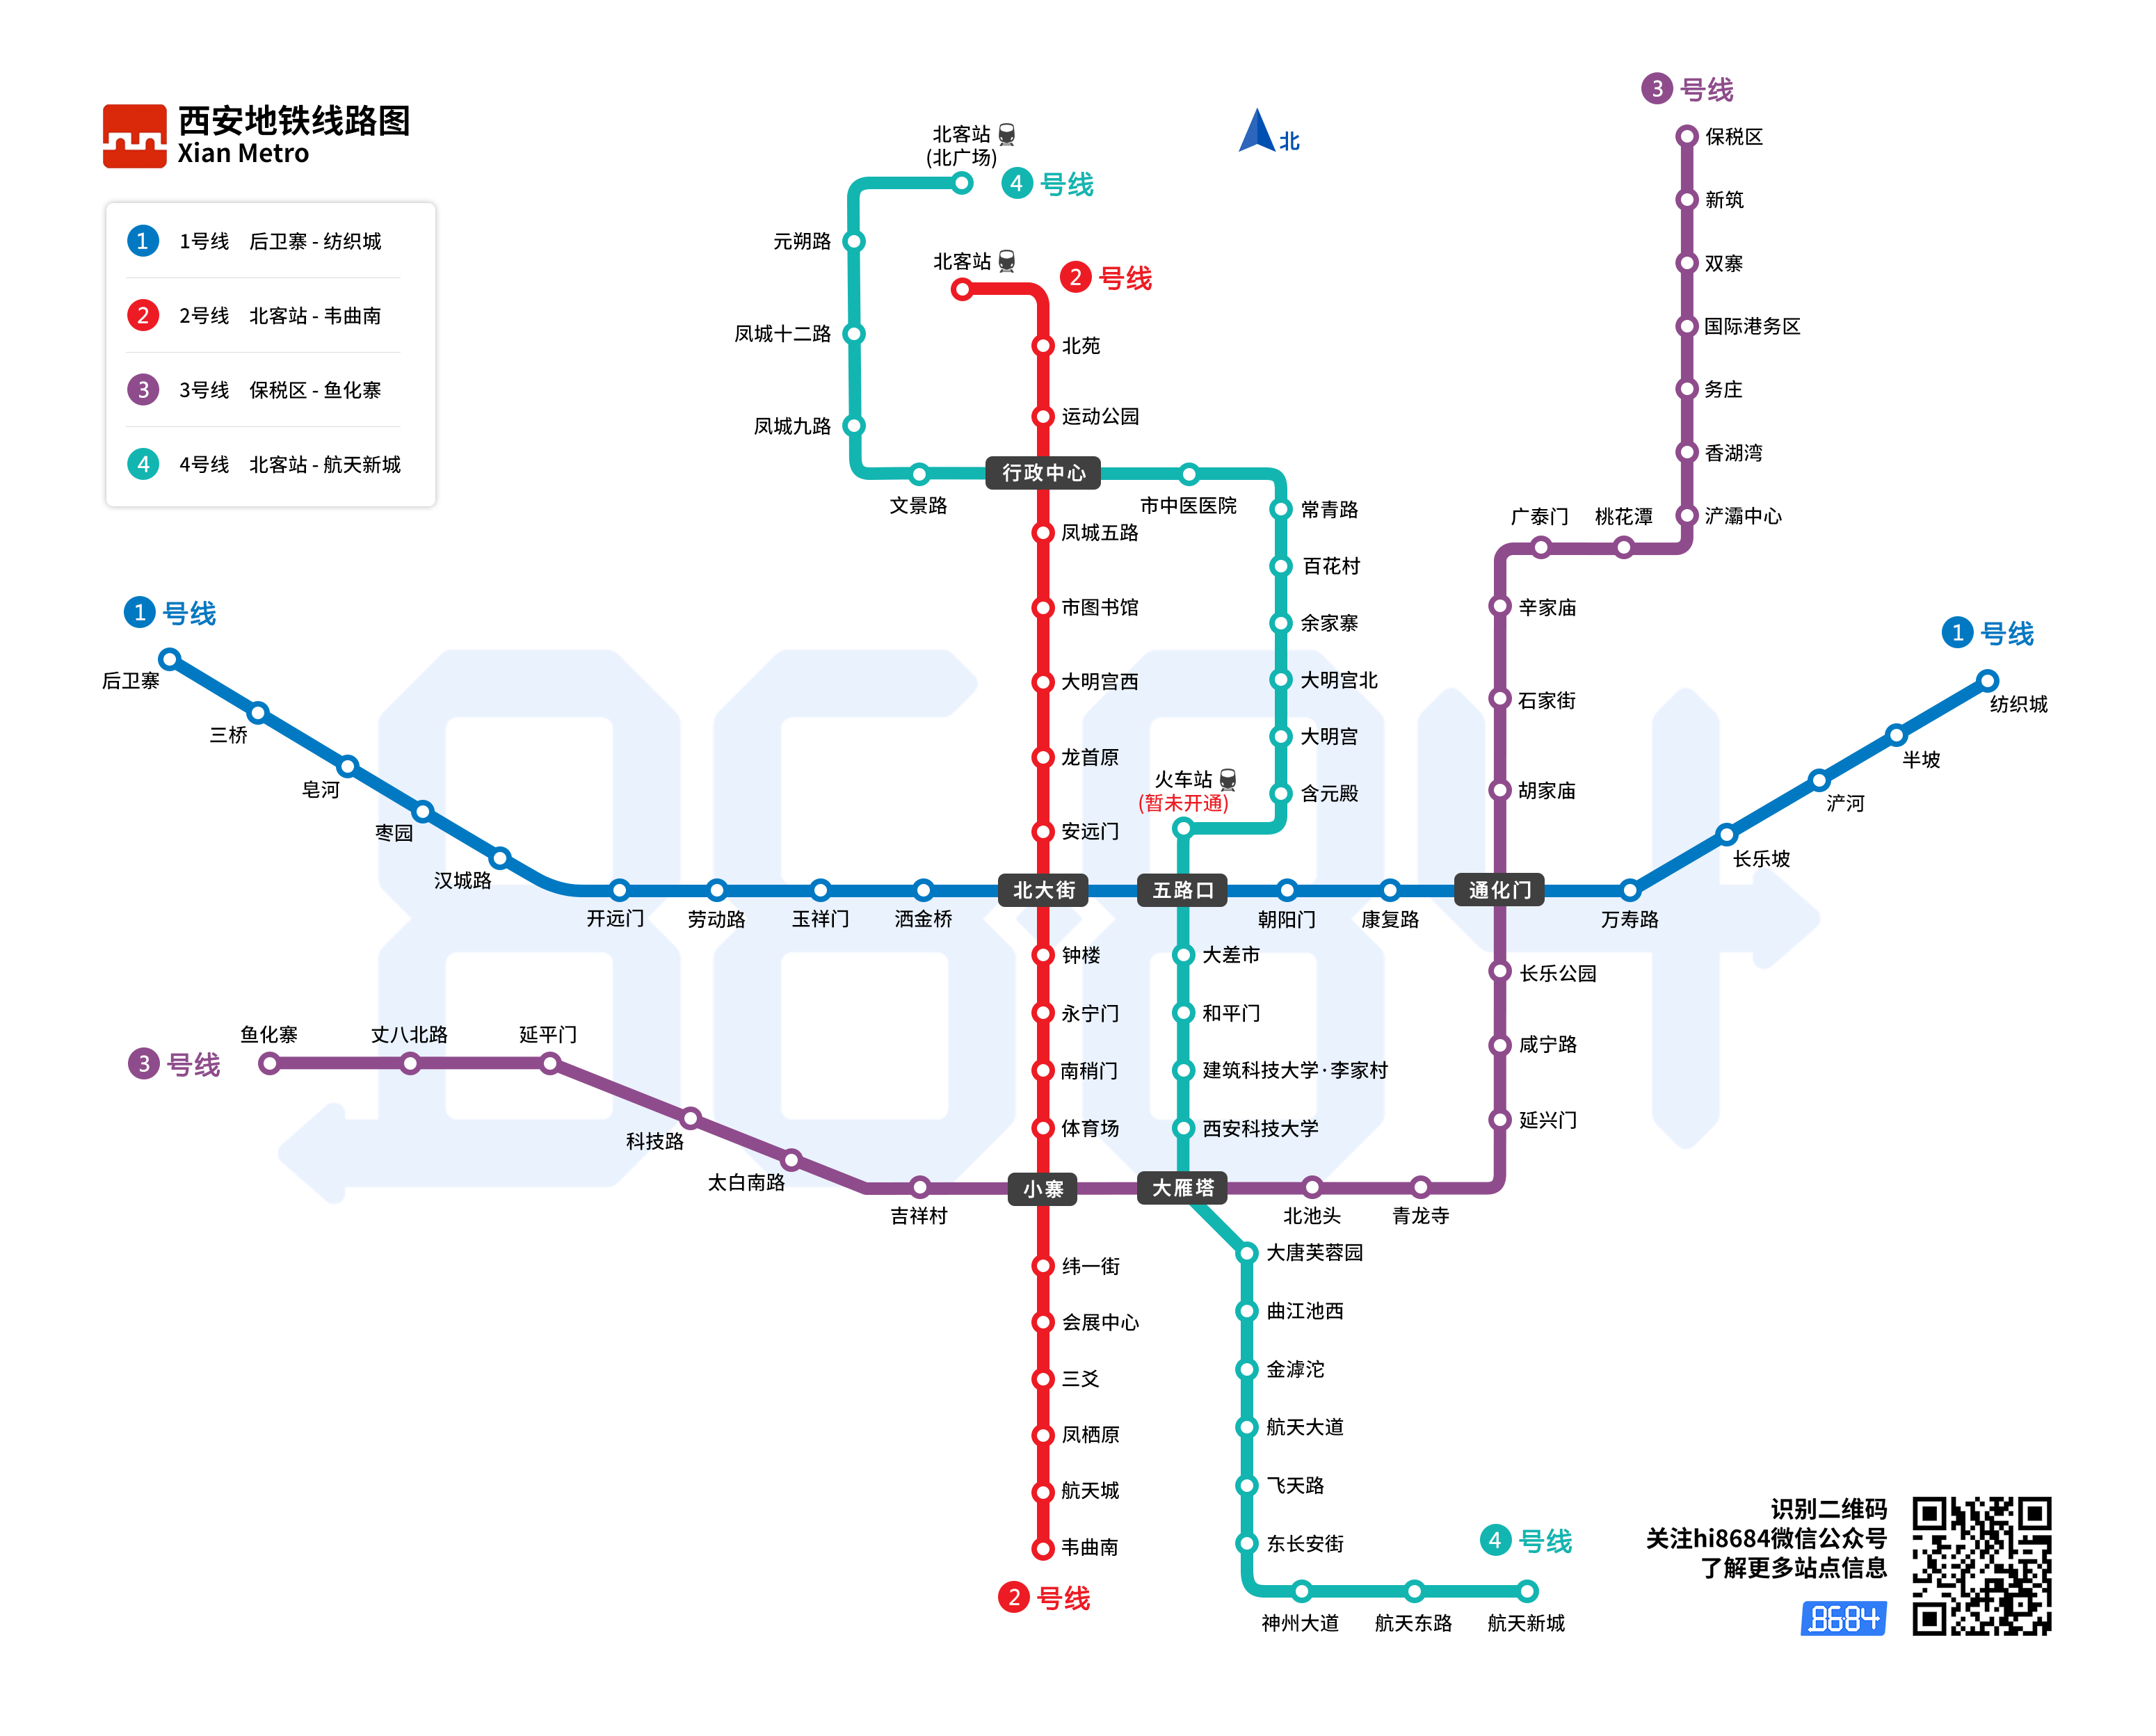 西安地铁线路图
Xian Metro
1 1号线 后卫寨 - 纺织城
2 2号线 北客站 - 韦曲南
3 3号线 保税区 - 鱼化寨
4 4号线 北客站 - 航天新城
北
北客站
(北广场)
4 号线
元朔路
凤城十二路
凤城九路
文景路
行政中心
市中医医院
常青路
百花村
余家寨
大明宫北
大明宫
含元殿
火车站
(暂未开通)
五路口
大差市
和平门
建筑科技大学·李家村
西安科技大学
大雁塔
大唐芙蓉园
曲江池西
金滹沱
航天大道
飞天路
东长安街
神州大道
航天东路
航天新城
4 号线
北客站
2 号线
北苑
运动公园
凤城五路
市图书馆
大明宫西
龙首原
安远门
北大街
钟楼
永宁门
南稍门
体育场
小寨
纬一街
会展中心
三爻
凤栖原
航天城
韦曲南
2 号线
3 号线
保税区
新筑
双寨
国际港务区
务庄
香湖湾
浐灞中心
桃花潭
广泰门
辛家庙
石家街
胡家庙
通化门
长乐公园
咸宁路
延兴门
青龙寺
北池头
吉祥村
太白南路
科技路
延平门
丈八北路
鱼化寨
3 号线
1 号线
后卫寨
三桥
皂河
枣园
汉城路
开远门
劳动路
玉祥门
洒金桥
朝阳门
康复路
万寿路
长乐坡
浐河
半坡
纺织城
1 号线
8684
识别二维码
关注hi8684微信公众号
了解更多站点信息
8684